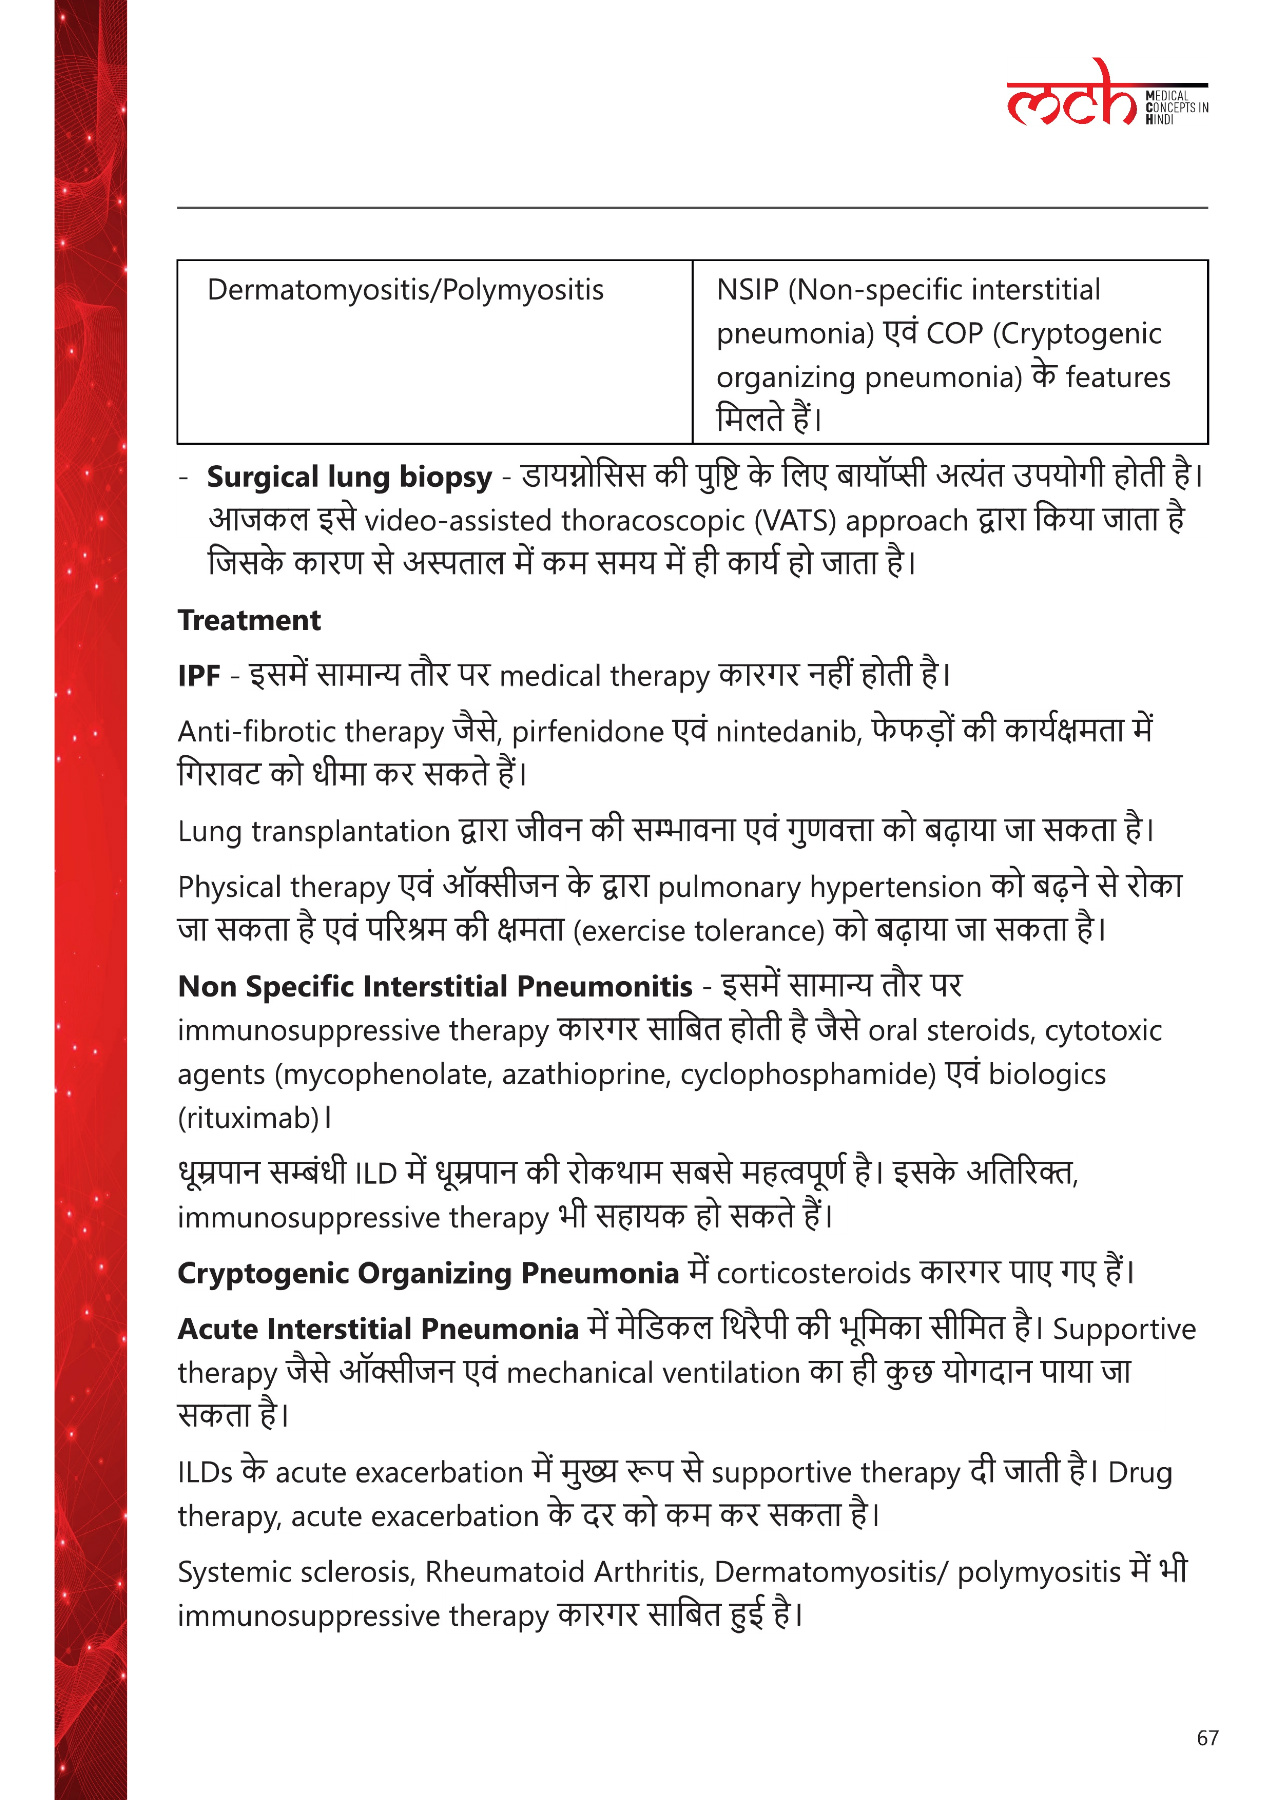 mch MEDICAL
CONCEPTS IN
HINDI
Dermatomyositis/Polymyositis
NSIP (Non-specific interstitial
pneumonia) एवं COP (Cryptogenic
organizing pneumonia) के features
मिलते हैं।
- Surgical lung biopsy - डायग्नोसिस की पुष्टि के लिए बायॉप्सी अत्यंत उपयोगी होती है।
आजकल इसे video-assisted thoracoscopic (VATS) approach द्वारा किया जाता है
जिसके कारण से अस्पताल में कम समय में ही कार्य हो जाता है।
Treatment
IPF - इसमें सामान्य तौर पर medical therapy कारगर नहीं होती है।
Anti-fibrotic therapy जैसे, pirfenidone एवं nintedanib, फेफड़ों की कार्यक्षमता में
गिरावट को धीमा कर सकते हैं।
Lung transplantation द्वारा जीवन की सम्भावना एवं गुणवत्ता को बढ़ाया जा सकता है।
Physical therapy एवं ऑक्सीजन के द्वारा pulmonary hypertension को बढ़ने से रोका
जा सकता है एवं परिश्रम की क्षमता (exercise tolerance) को बढ़ाया जा सकता है।
Non Specific Interstitial Pneumonitis - इसमें सामान्य तौर पर
immunosuppressive therapy कारगर साबित होती है जैसे oral steroids, cytotoxic
agents (mycophenolate, azathioprine, cyclophosphamide) एवं biologics
(rituximab)।
धूम्रपान सम्बंधी ILD में धूम्रपान की रोकथाम सबसे महत्वपूर्ण है। इसके अतिरिक्त,
immunosuppressive therapy भी सहायक हो सकते हैं।
Cryptogenic Organizing Pneumonia में corticosteroids कारगर पाए गए हैं।
Acute Interstitial Pneumonia में मेडिकल थिरैपी की भूमिका सीमित है। Supportive
therapy जैसे ऑक्सीजन एवं mechanical ventilation का ही कुछ योगदान पाया जा
सकता है।
ILDs के acute exacerbation में मुख्य रूप से supportive therapy दी जाती है। Drug
therapy, acute exacerbation के दर को कम कर सकता है।
Systemic sclerosis, Rheumatoid Arthritis, Dermatomyositis/ polymyositis में भी
immunosuppressive therapy कारगर साबित हुई है।
67